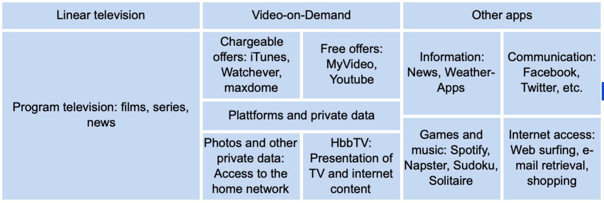 Linear television
Video-on-Demand
Other apps
Program television: films, series,
news
Chargeable
offers: iTunes,
Watchever,
maxdome
Free offers:
MyVideo,
Youtube
Plattforms and private data
Photos and other
private data:
Access to the
home network
HbbTV:
Presentation of
TV and internet
content
Information:
News, Weather-
Apps
Communication:
Facebook,
Twitter, etc.
Games and
music: Spotify,
Napster, Sudoku,
Solitaire
Internet access:
Web surfing, e-
mail retrieval,
shopping